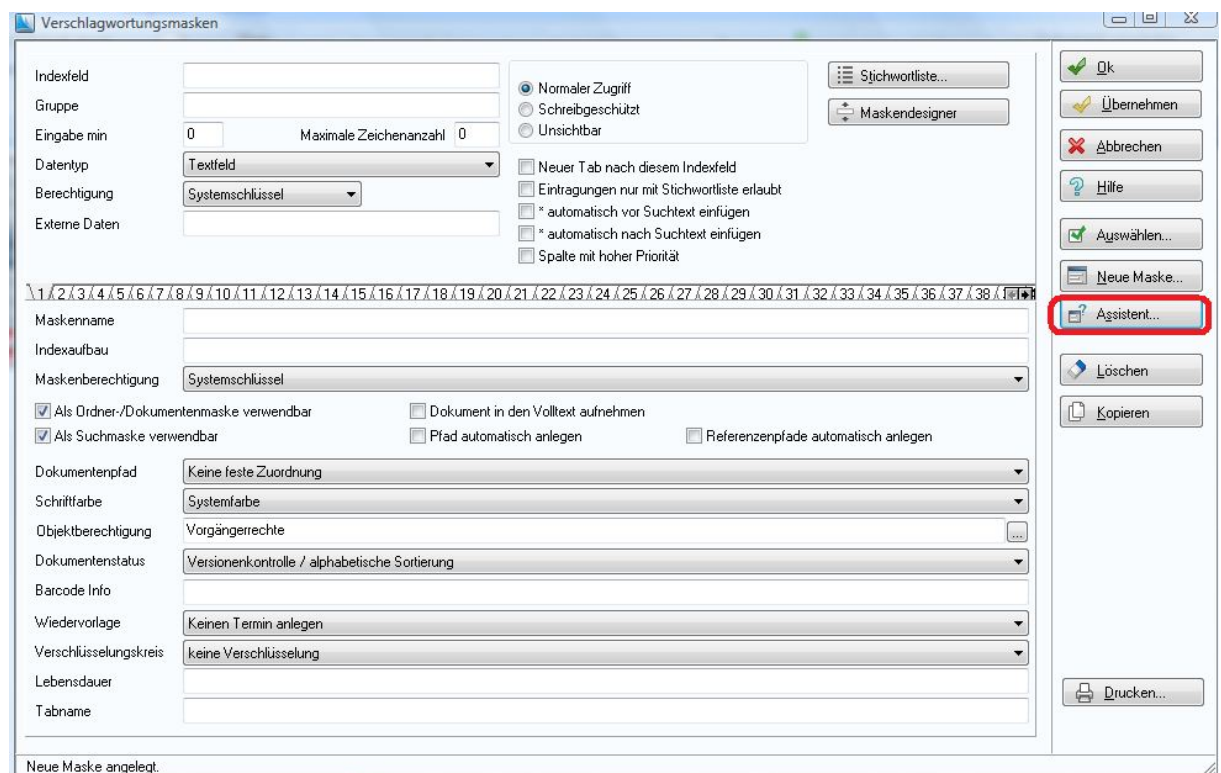 Verschlagwortungsmasken
Indexfeld
Gruppe
Eingabe min 0 Maximale Zeichenanzahl 0
Datentyp Textfeld
Berechtigung Systemschlüssel
Externe Daten
Normaler Zugriff
Schreibgeschützt
Unsichtbar
Neuer Tab nach diesem Indexfeld
Eintragungen nur mit Stichwortliste erlaubt
* automatisch vor Suchtext einfügen
* automatisch nach Suchtext einfügen
Spalte mit hoher Priorität
Stichwortliste...
Maskendesigner
1 2 3 4 5 6 7 8 9 10 11 12 13 14 15 16 17 18 19 20 21 22 23 24 25 26 27 28 29 30 31 32 33 34 35 36 37 38
Maskenname
Indexaufbau
Maskenberechtigung Systemschlüssel
Als Ordner-/Dokumentenmaske verwendbar Dokument in den Volltext aufnehmen
Als Suchmaske verwendbar Pfad automatisch anlegen Referenzenpfade automatisch anlegen
Dokumentenpfad Keine feste Zuordnung
Schriftfarbe Systemfarbe
Objektberechtigung Vorgängerrechte ...
Dokumentenstatus Versionenkontrolle / alphabetische Sortierung
Barcode Info
Wiedervorlage Keinen Termin anlegen
Verschlüsselungskreis keine Verschlüsselung
Lebensdauer
Tabname
Ok
Übernehmen
Abbrechen
Hilfe
Auswählen...
Neue Maske...
Assistent...
Löschen
Kopieren
Drucken...
Neue Maske angelegt.